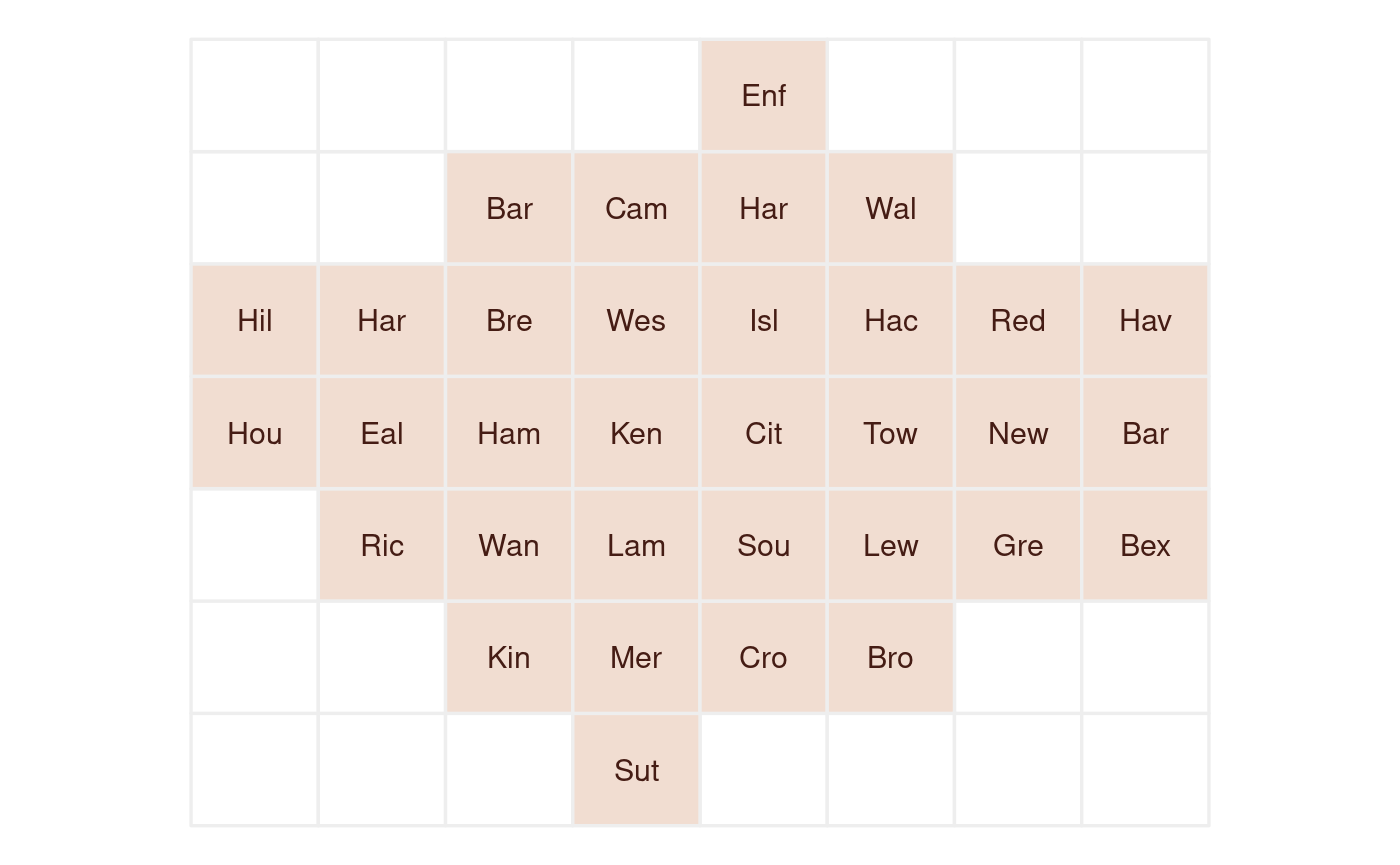 Enf
Bar Cam Har Wal
Hil Har Bre Wes Isl Hac Red Hav
Hou Eal Ham Ken Cit Tow New Bar
Ric Wan Lam Sou Lew Gre Bex
Kin Mer Cro Bro
Sut